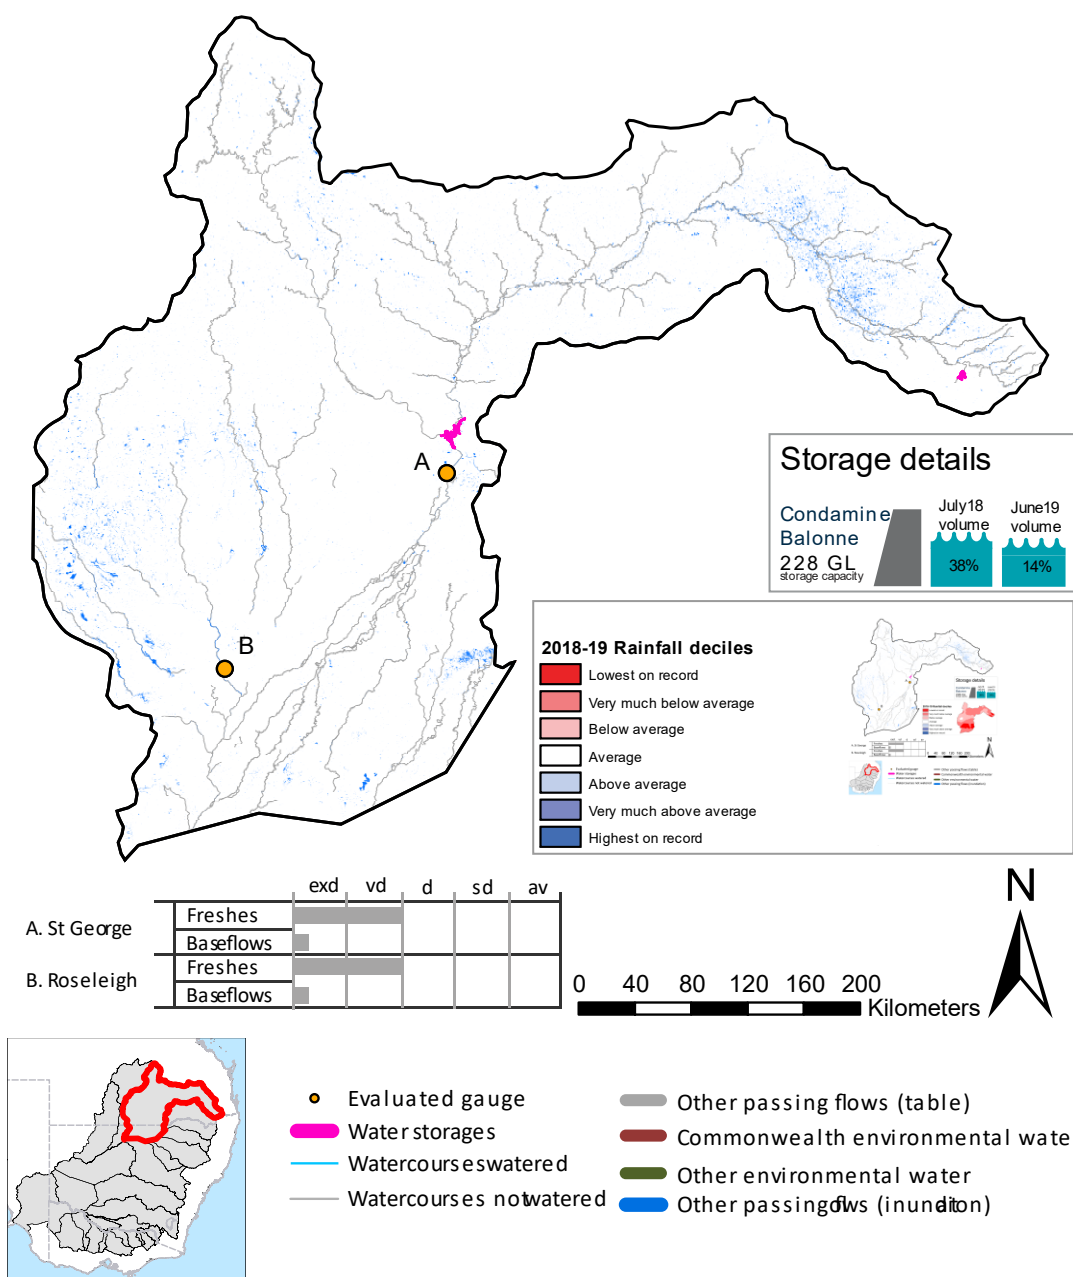 A
B
Storage details
Condamine
Balonne
228 GL
storage capacity
July18
volume
38%
June19
volume
14%
2018-19 Rainfall deciles
Lowest on record
Very much below average
Below average
Average
Above average
Very much above average
Highest on record
Storage details
exd vd d sd av
A. St George
Freshes
Baseflows
B. Roseleigh
Freshes
Baseflows
0 40 80 120 160 200
Kilometers
N
Evaluated gauge
Water storages
Watercourses watered
Watercourses not watered
Other passing flows (table)
Commonwealth environmental wate
Other environmental water
Other passing flows (inundation)